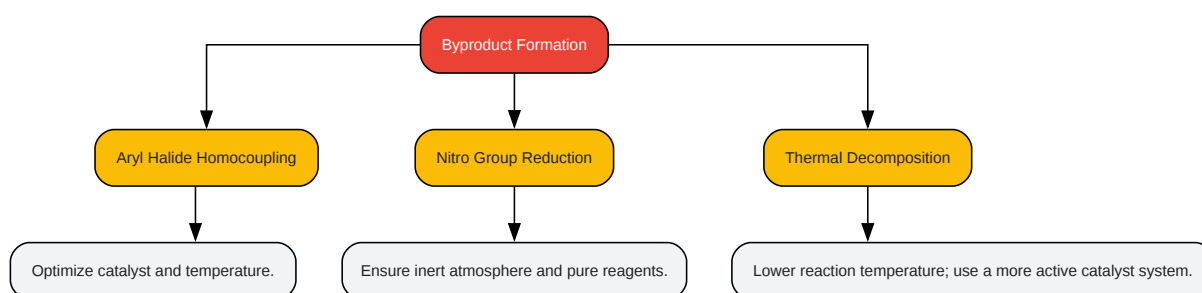 Byproduct Formation
Aryl Halide Homocoupling
Nitro Group Reduction
Thermal Decomposition
Optimize catalyst and temperature.
Ensure inert atmosphere and pure reagents.
Lower reaction temperature; use a more active catalyst system.